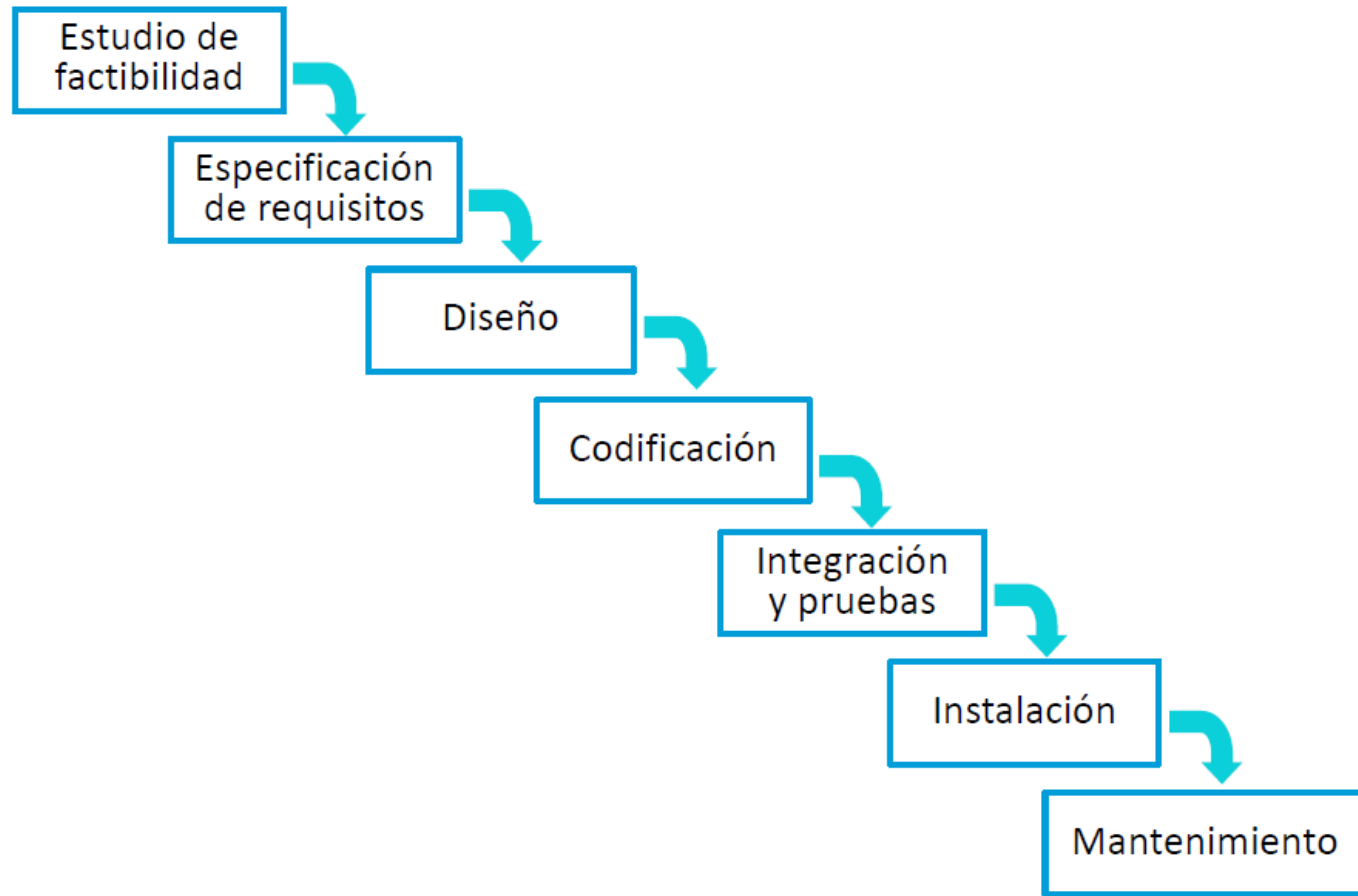 Estudio de
factibilidad
Especificación
de requisitos
Diseño
Codificación
Integración
y pruebas
Instalación
Mantenimiento